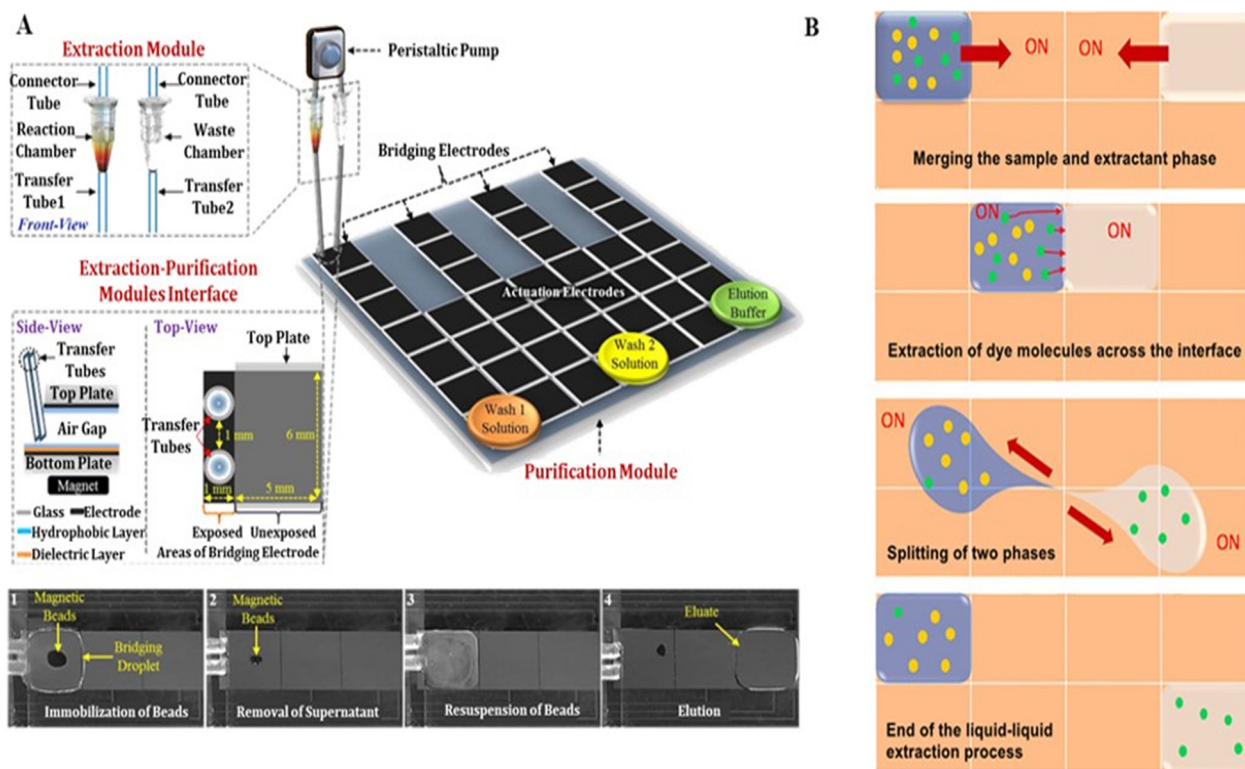 A
Extraction Module
Connector
Tube
Connector
Tube
Reaction
Chamber
Waste
Chamber
Transfer
Tube1
Transfer
Tube2
Front-View
Peristaltic Pump
Bridging Electrodes
Actuation Electrodes
Elution
Buffer
Wash 2
Solution
Wash 1
Solution
Purification Module
Extraction-Purification
Modules Interface
Side-View
Transfer
Tubes
Top Plate
Air Gap
Bottom Plate
Magnet
Glass
Electrode
Hydrophobic Layer
Dielectric Layer
Top-View
Top Plate
Transfer
Tubes
1 mm
6 mm
1 mm
5 mm
Exposed
Unexposed
Areas of Bridging Electrode
1
Magnetic
Beads
Bridging
Droplet
Immobilization of Beads
2
Magnetic
Beads
Removal of Supernatant
3
Resuspension of Beads
4
Eluate
Elution
B
ON
ON
Merging the sample and extractant phase
ON
ON
Extraction of dye molecules across the interface
ON
ON
Splitting of two phases
End of the liquid-liquid
extraction process